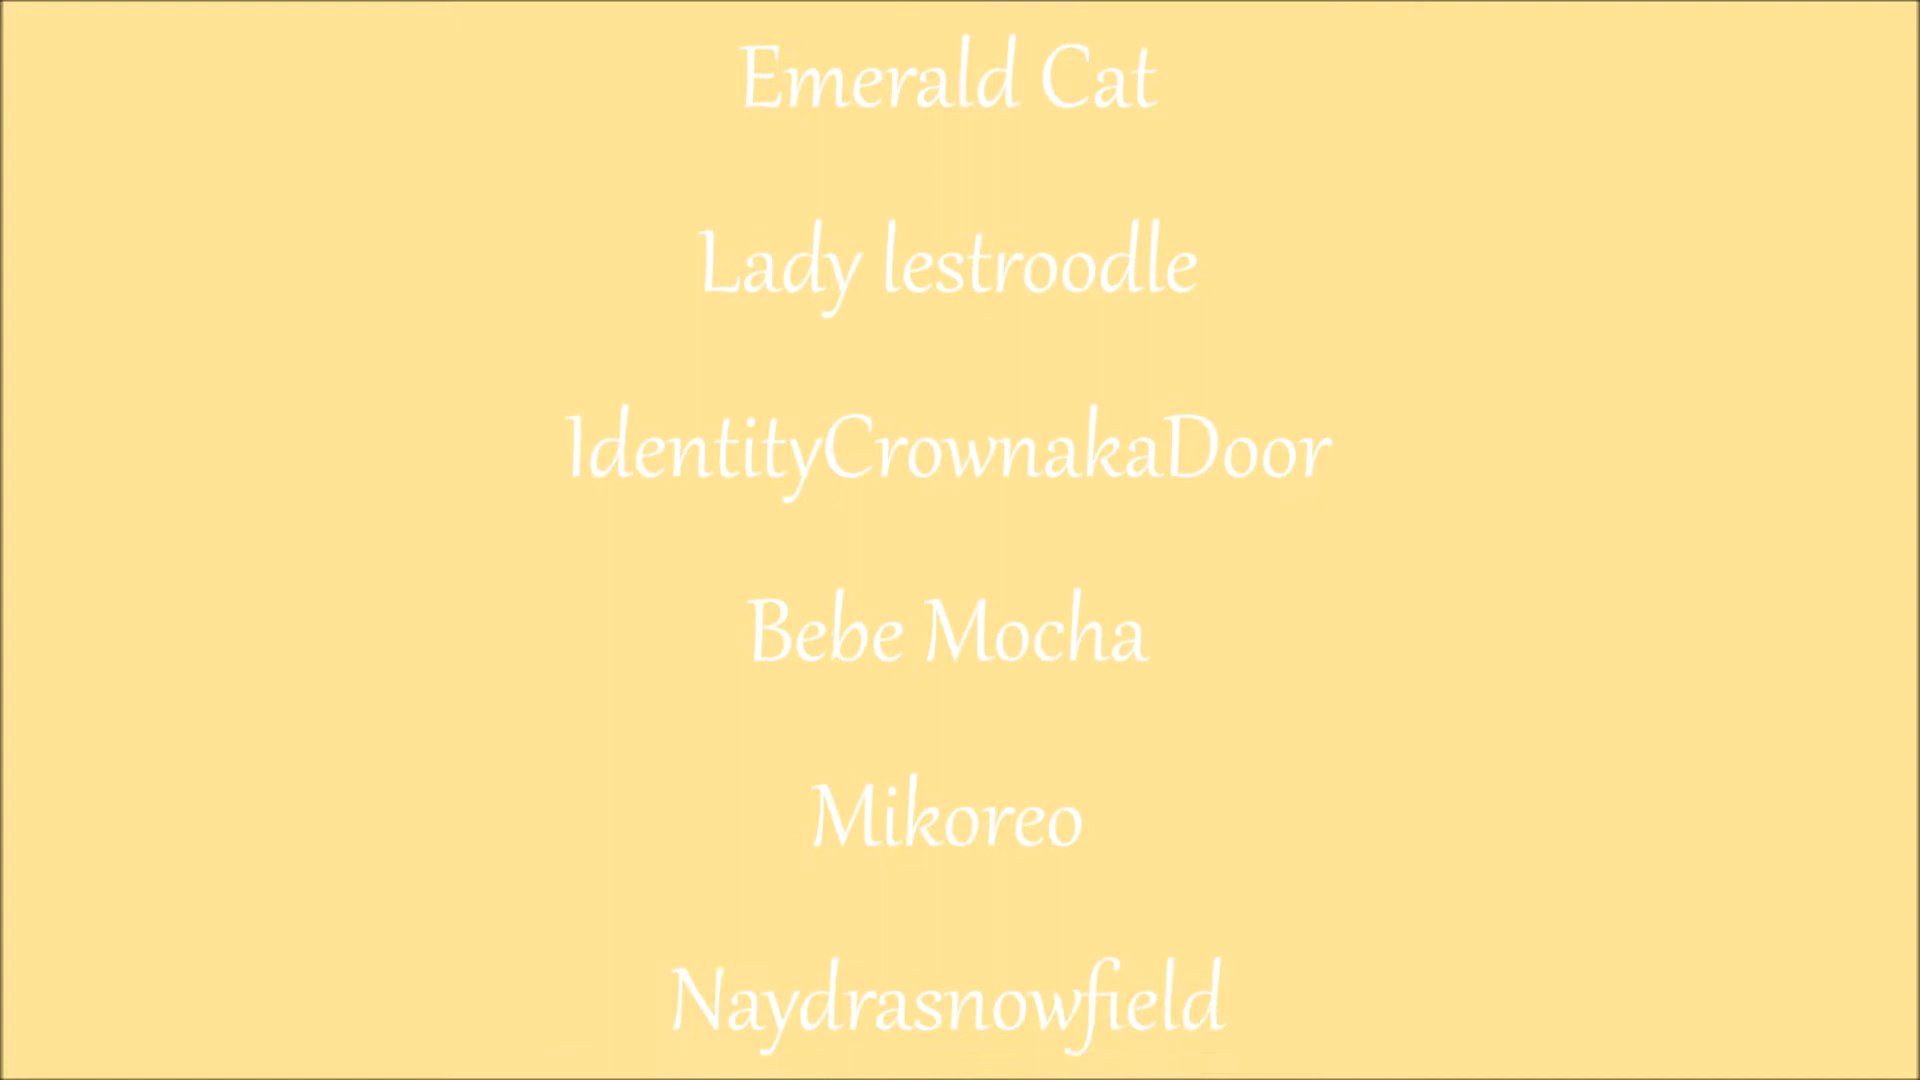 Emerald Cat
Lady lestroodle
IdentityCrownakaDoor
Bebe Mocha
Mikoreo
Naydrasnowfield